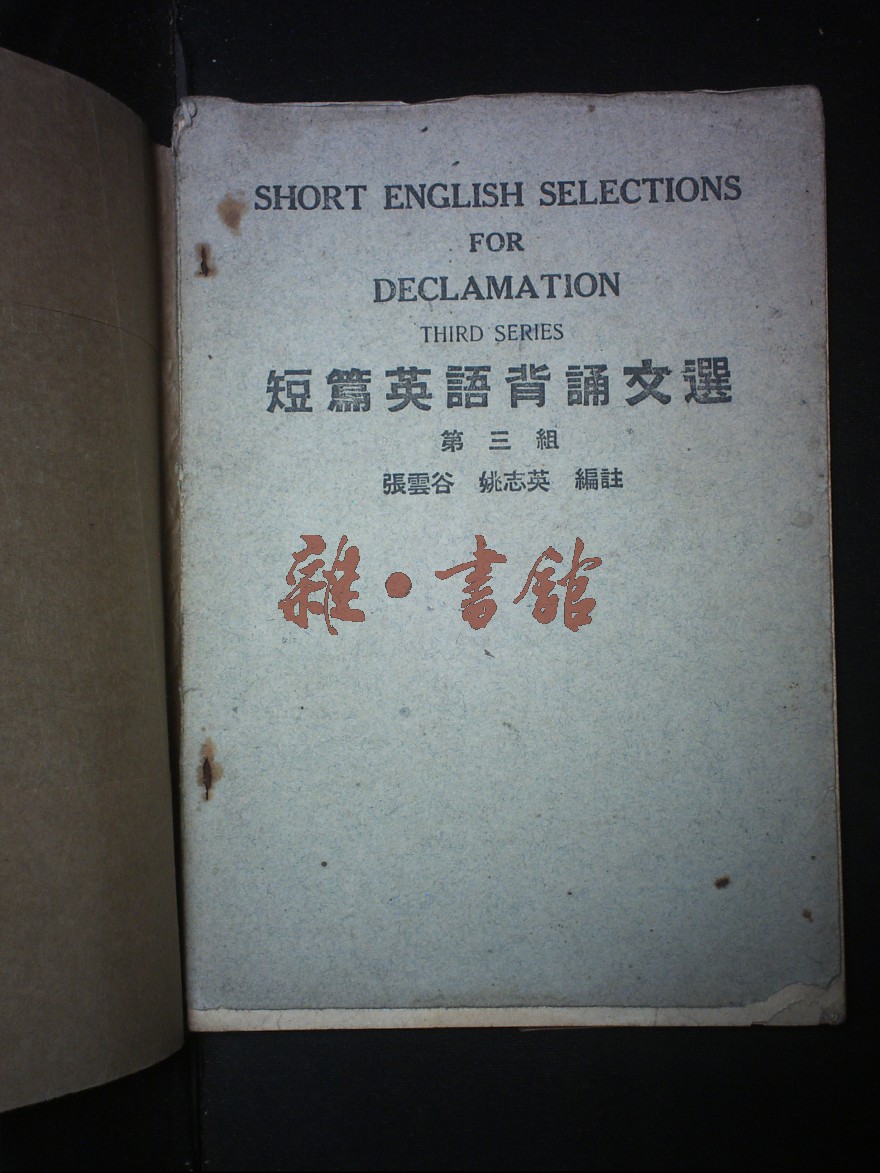 SHORT ENGLISH SELECTIONS
FOR
DECLAMATION
THIRD SERIES
短篇英語背誦文選
第三組
張雲谷 姚志英 編註
雜·書館